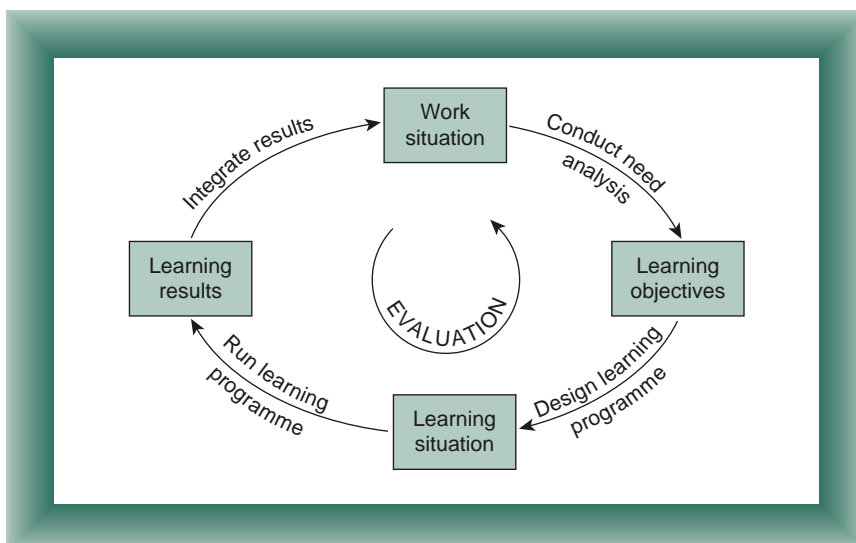 Work
situation
Conduct need
analysis
Learning
objectives
Design learning
programme
Learning
situation
Run learning
programme
Learning
results
Integrate results
EVALUATION